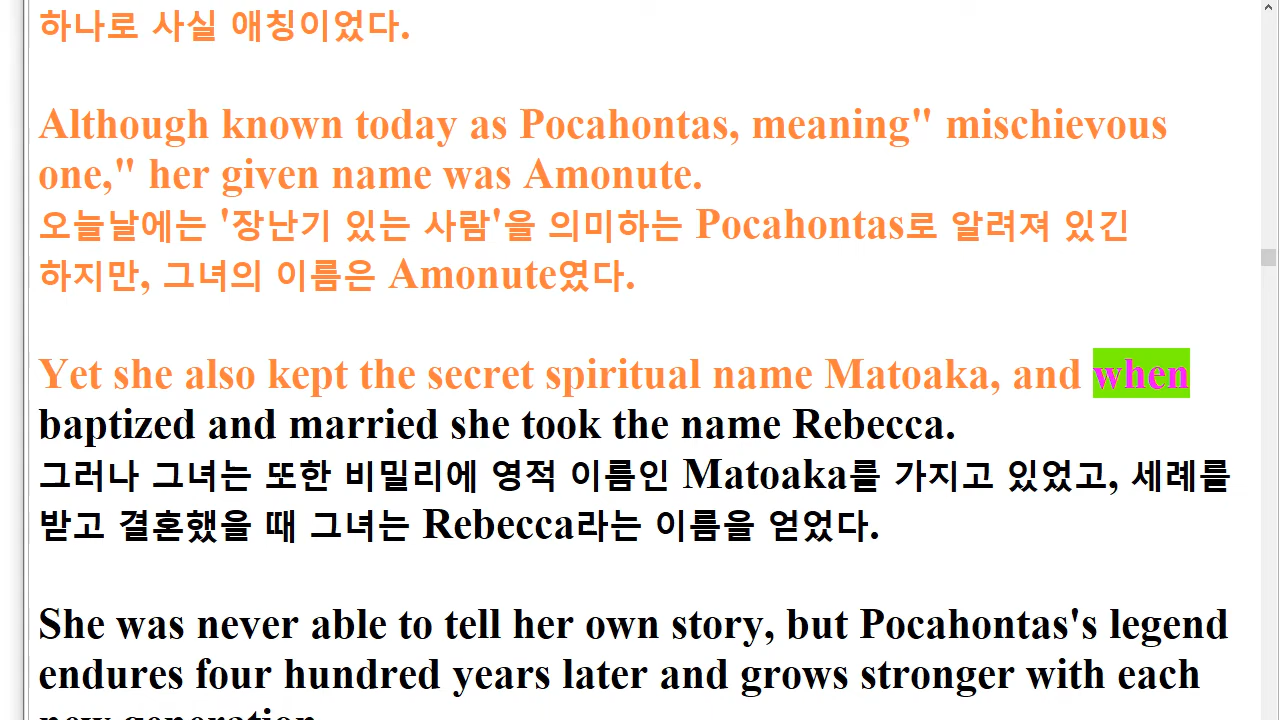 하나로 사실 애칭이었다.
Although known today as Pocahontas, meaning" mischievous
one," her given name was Amonute.
오늘날에는 '장난기 있는 사람'을 의미하는 Pocahontas로 알려져 있긴
하지만, 그녀의 이름은 Amonute였다.
Yet she also kept the secret spiritual name Matoaka, and when
baptized and married she took the name Rebecca.
그러나 그녀는 또한 비밀리에 영적 이름인 Matoaka를 가지고 있었고, 세례를
받고 결혼했을 때 그녀는 Rebecca라는 이름을 얻었다.
She was never able to tell her own story, but Pocahontas's legend
endures four hundred years later and grows stronger with each
new generation.